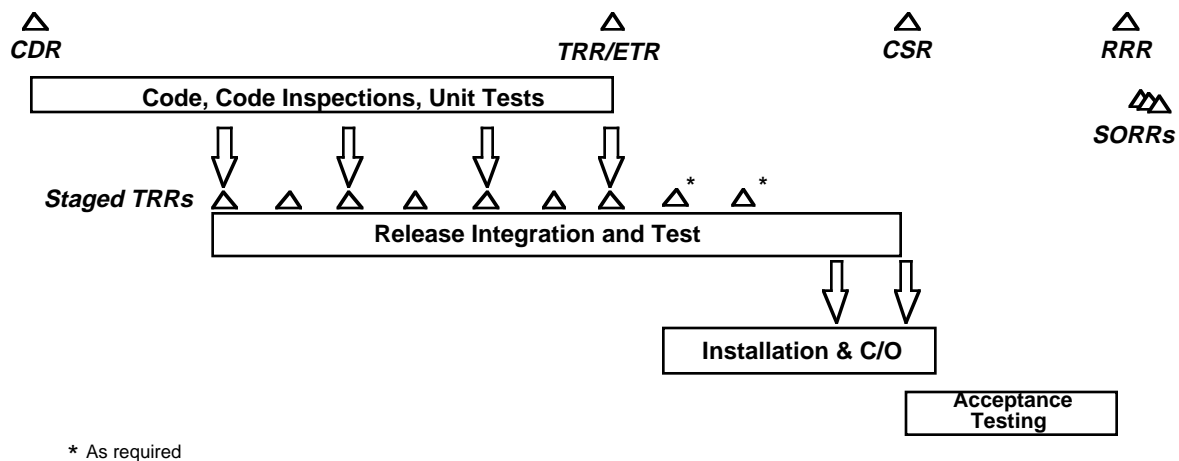 CDR
TRR/ETR
CSR
RRR
Code, Code Inspections, Unit Tests
SORRs
* *
Staged TRRs
Release Integration and Test
Installation & C/O
Acceptance
Testing
* As required